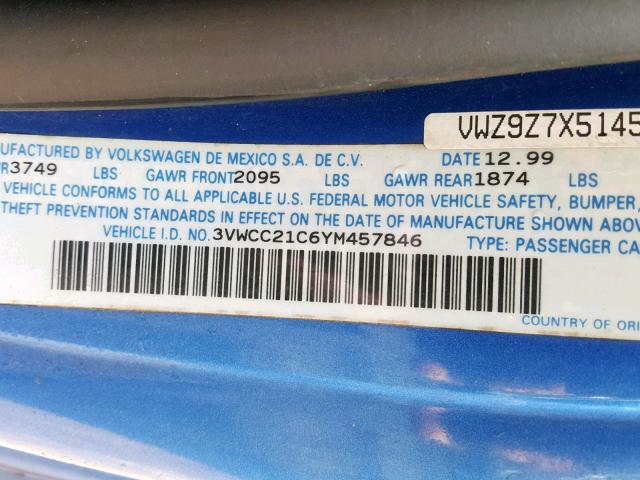 VWZ9Z7X5145
UFACTURED BY VOLKSWAGEN DE MEXICO S.A. DE C.V. DATE 12.99
R 3749 LBS GAWR FRONT 2095 LBS GAWR REAR 1874 LBS
VEHICLE CONFORMS TO ALL APPLICABLE U.S. FEDERAL MOTOR VEHICLE SAFETY, BUMPER,
THEFT PREVENTION STANDARDS IN EFFECT ON THE DATE OF MANUFACTURE SHOWN ABOVE
VEHICLE I.D. NO. 3VWCC21C6YM457846 TYPE: PASSENGER CA
COUNTRY OF ORI